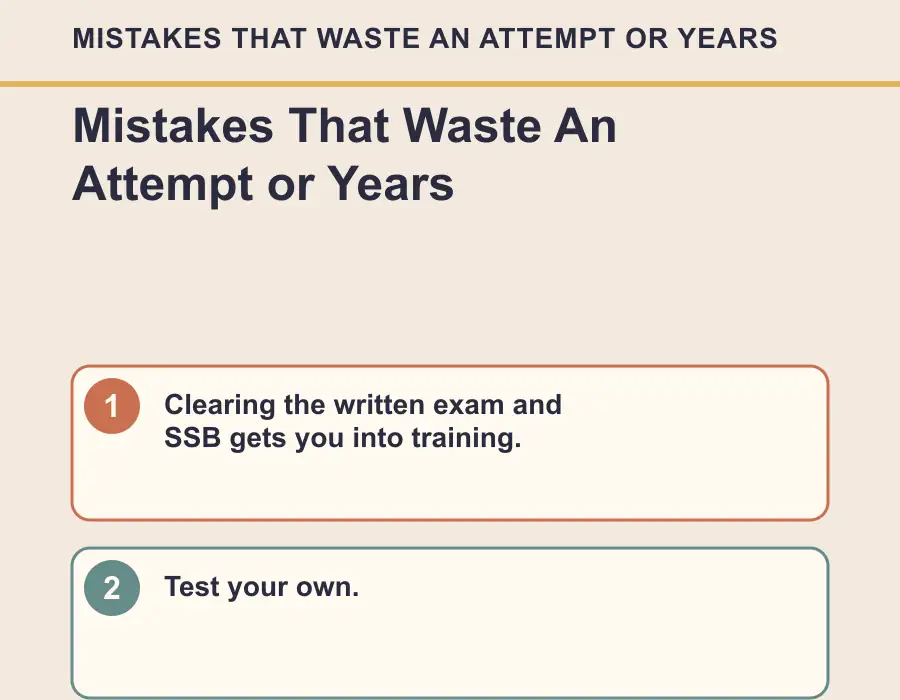 MISTAKES THAT WASTE AN ATTEMPT OR YEARS
Mistakes That Waste An
Attempt or Years
1
Clearing the written exam and
SSB gets you into training.
2
Test your own.